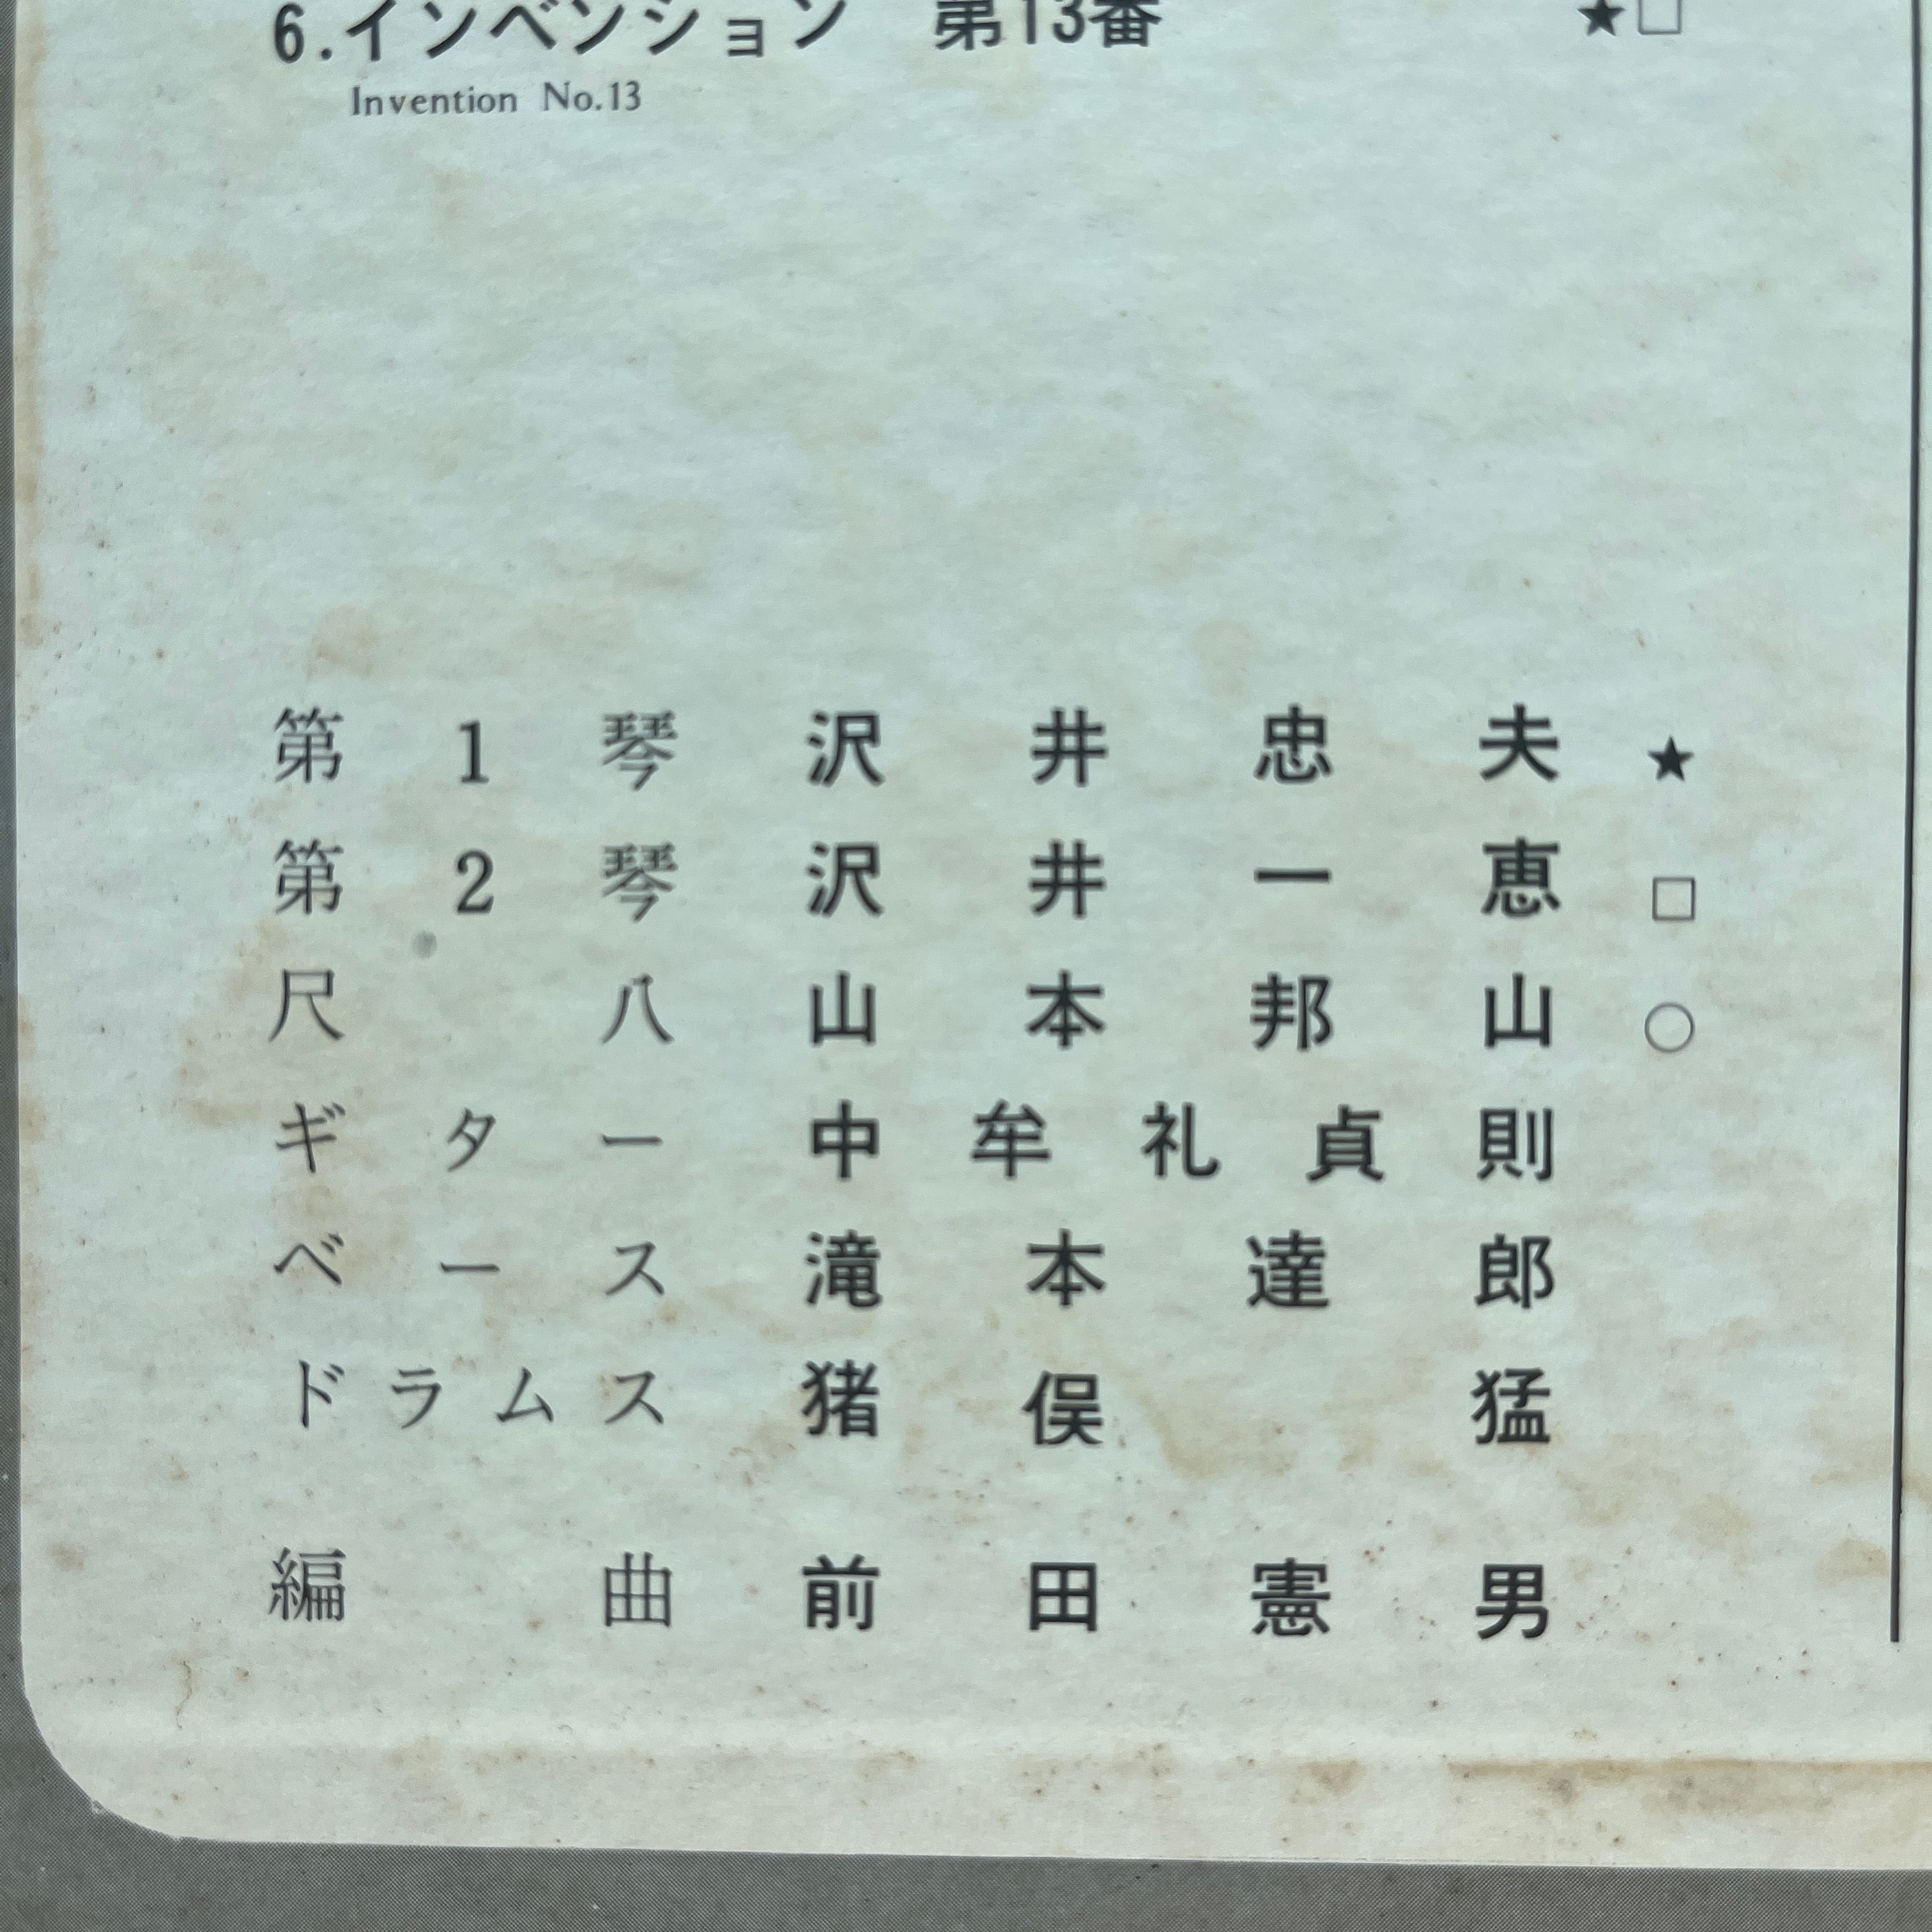 6.インベンション 第13番 ★□
Invention No.13
第1琴 沢井忠夫 ★
第2琴 沢井一恵 □
尺八 山本邦山 ○
ギター 中牟礼貞則
ベース 滝本達郎
ドラムス 猪俣猛
編曲 前田憲男